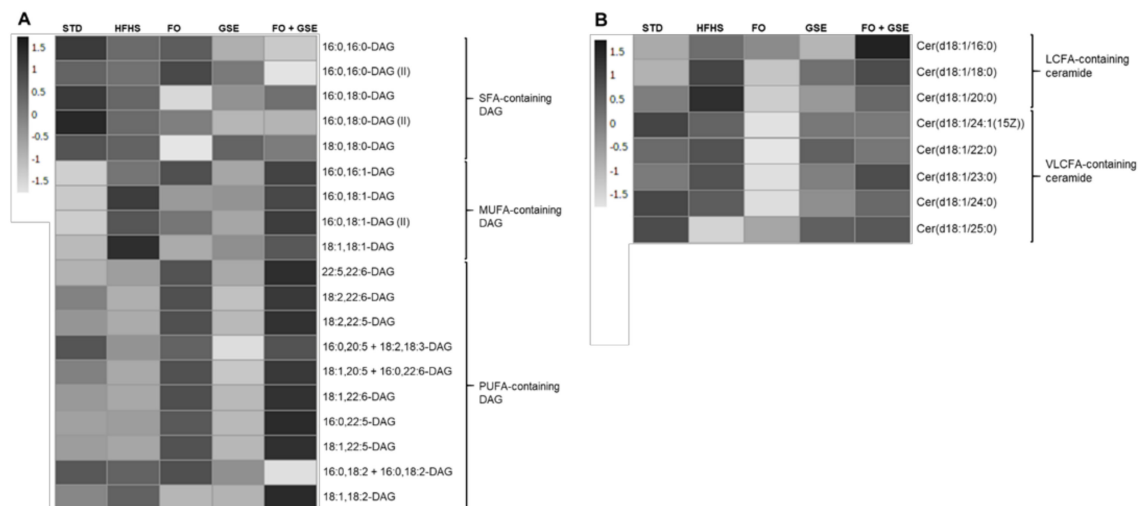 A
STD HFHS FO GSE FO + GSE
1.5
1
0.5
0
-0.5
-1
-1.5
16:0,16:0-DAG
16:0,16:0-DAG (II)
16:0,18:0-DAG
16:0,18:0-DAG (II)
18:0,18:0-DAG
16:0,16:1-DAG
16:0,18:1-DAG
16:0,18:1-DAG (II)
18:1,18:1-DAG
22:5,22:6-DAG
18:2,22:6-DAG
18:2,22:5-DAG
16:0,20:5 + 18:2,18:3-DAG
18:1,20:5 + 16:0,22:6-DAG
18:1,22:6-DAG
16:0,22:5-DAG
18:1,22:5-DAG
16:0,18:2 + 16:0,18:2-DAG
18:1,18:2-DAG
SFA-containing
DAG
MUFA-containing
DAG
PUFA-containing
DAG
B
STD HFHS FO GSE FO + GSE
1.5
1
0.5
0
-0.5
-1
-1.5
Cer(d18:1/16:0)
Cer(d18:1/18:0)
Cer(d18:1/20:0)
Cer(d18:1/24:1(15Z))
Cer(d18:1/22:0)
Cer(d18:1/23:0)
Cer(d18:1/24:0)
Cer(d18:1/25:0)
LCFA-containing
ceramide
VLCFA-containing
ceramide